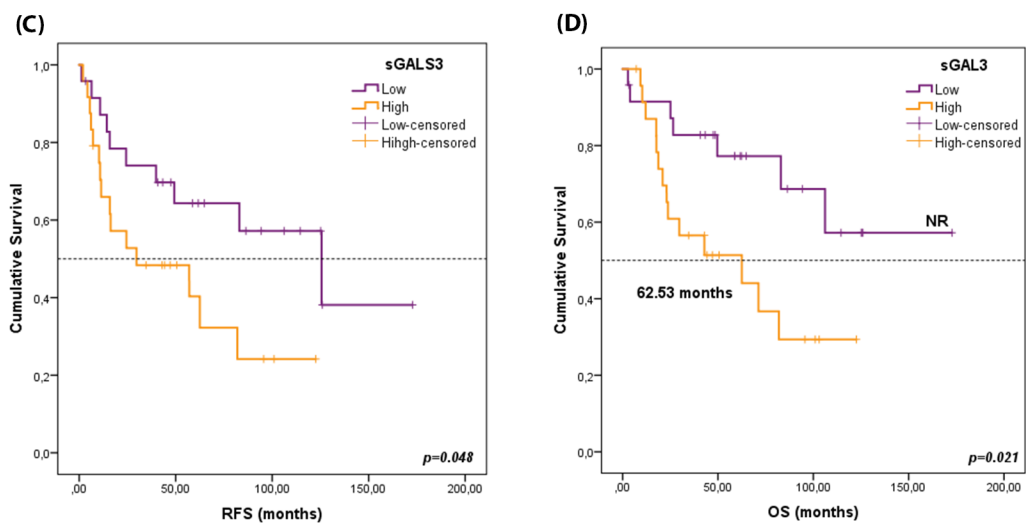 (C)
sGALS3
Low
High
Low-censored
Hihgh-censored
Cumulative Survival
1,0
0,8
0,6
0,4
0,2
0,0
p=0.048
,00
50,00
100,00
150,00
200,00
RFS (months)
(D)
sGAL3
Low
High
Low-censored
High-censored
Cumulative Survival
1,0
0,8
0,6
0,4
0,2
0,0
NR
62.53 months
p=0.021
,00
50,00
100,00
150,00
200,00
OS (months)